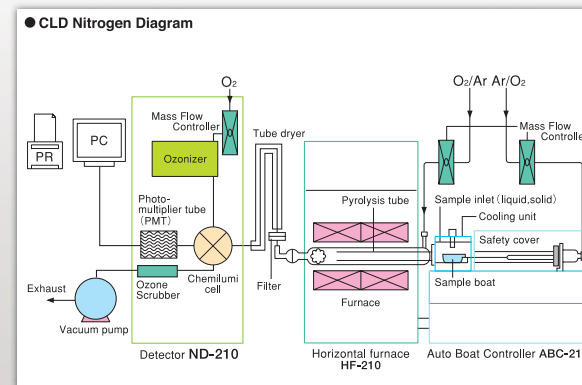 ● CLD Nitrogen Diagram
O₂
O₂/Ar Ar/O₂
Mass Flow
Controller
Mass Flow
Controlle
Tube dryer
PR
PC
Ozonizer
Pyrolysis tube
Sample inlet (liquid,solid)
Cooling unit
Photo-
multiplier tube
(PMT)
Safety cover
Exhaust
Ozone
Scrubber
Chemilumi
cell
Filter
Sample boat
Furnace
Vacuum pump
Detector ND-210
Horizontal furnace
HF-210
Auto Boat Controller ABC-21